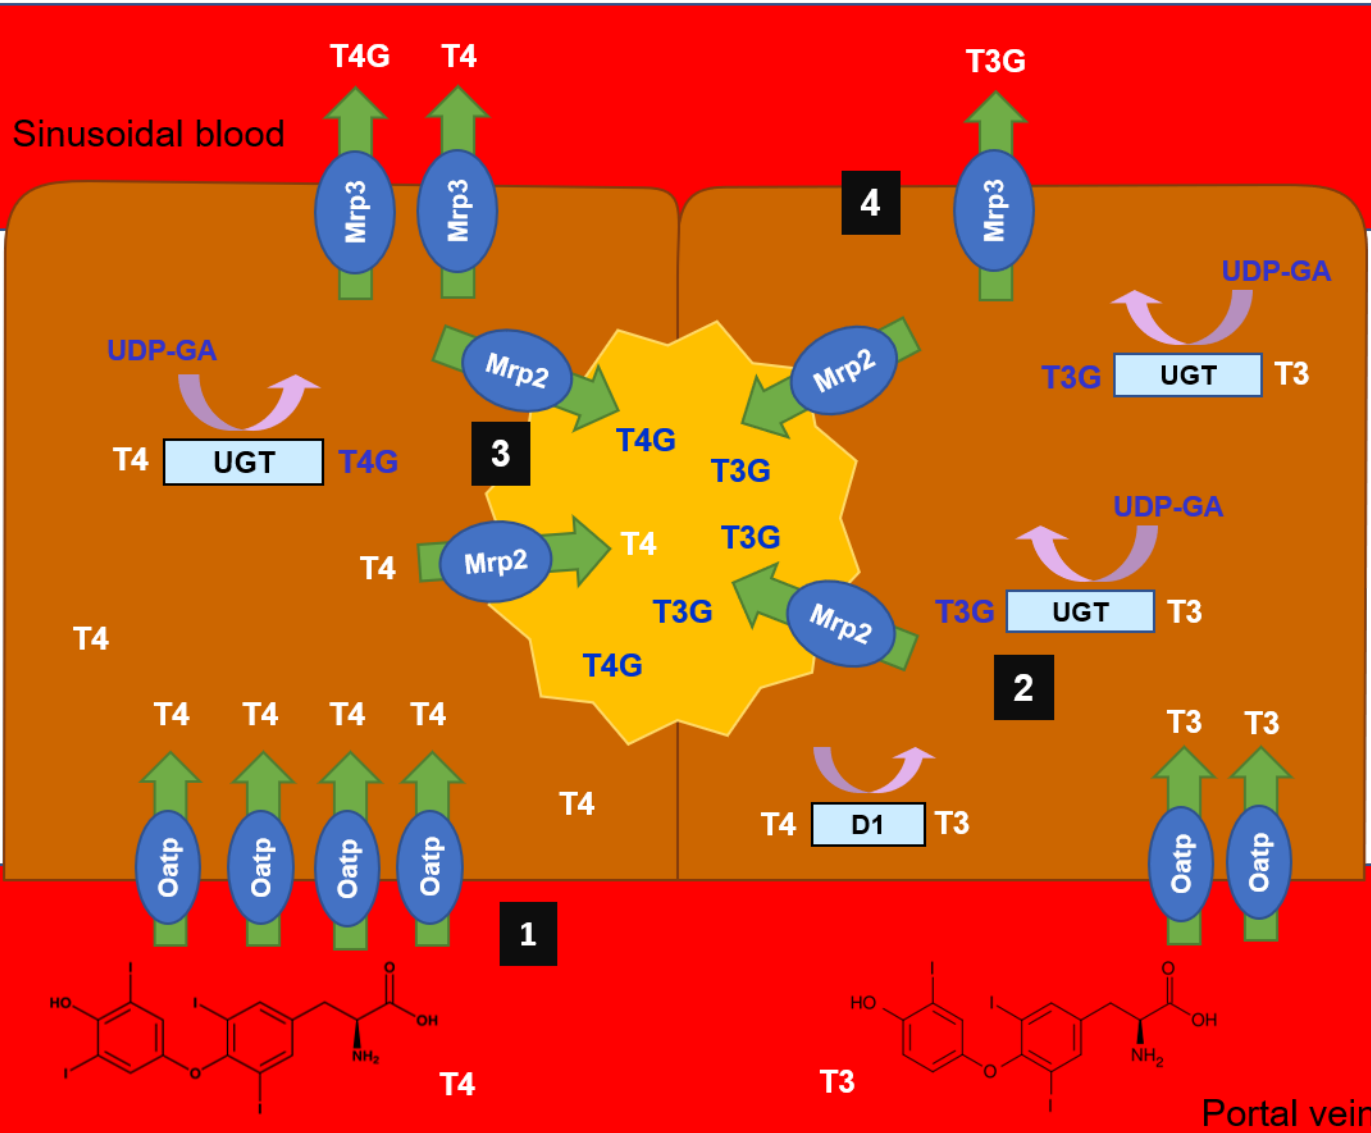 T4G T4 T3G
Sinusoidal blood
Mrp3 Mrp3 4 Mrp3
UDP-GA
UDP-GA Mrp2 Mrp2 T3G UGT T3
T4 UGT T4G 3 T4G T3G
UDP-GA
T4 Mrp2 T4 T3G
T4 T3G Mrp2 T3G UGT T3
T4G 2
T4 T4 T4 T4 T3 T3
T4 T4 D1 T3
Oatp Oatp Oatp Oatp Oatp Oatp
1
I O I O
HO I OH HO I OH
I NH2 NH2
O O
I T4 T3 I
Portal vein